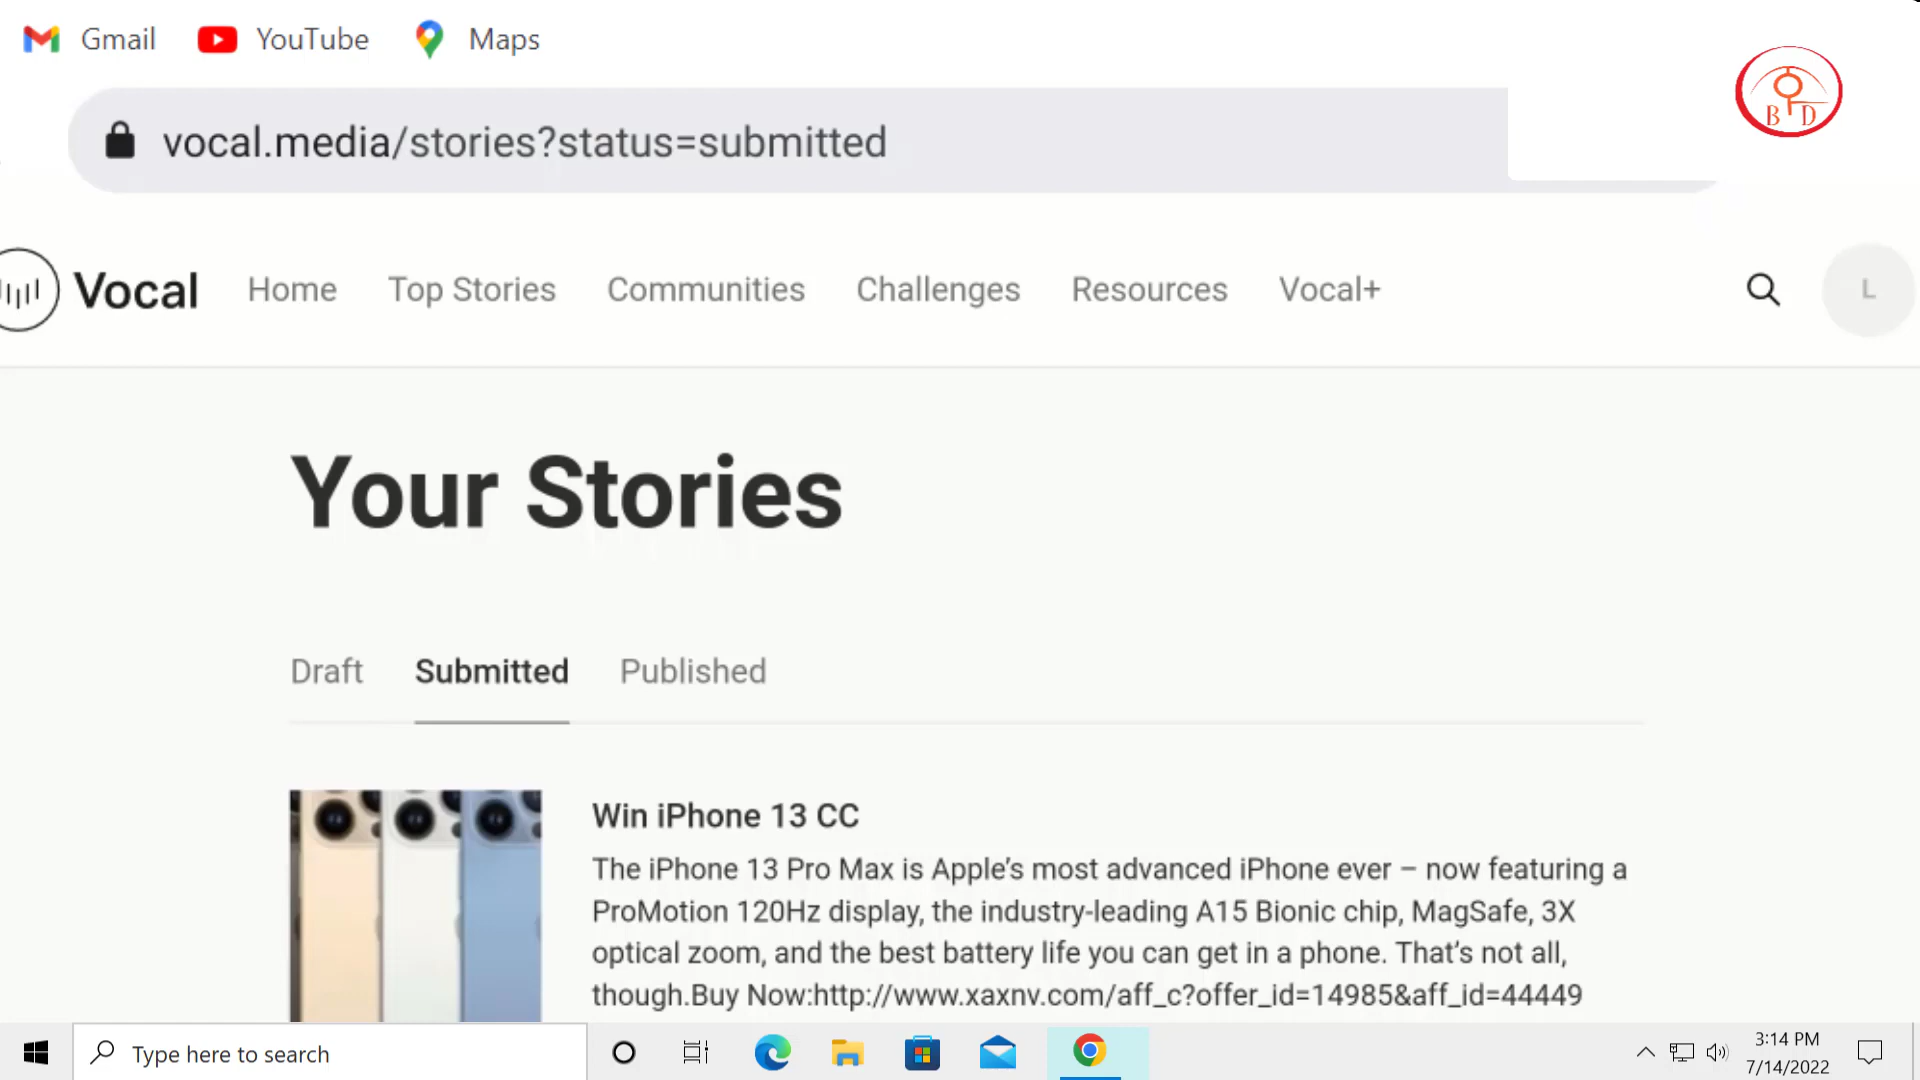 Gmail YouTube Maps
B D
vocal.media/stories?status=submitted
Vocal Home Top Stories Communities Challenges Resources Vocal+ L
Your Stories
Draft Submitted Published
Win iPhone 13 CC
The iPhone 13 Pro Max is Apple’s most advanced iPhone ever – now featuring a
ProMotion 120Hz display, the industry-leading A15 Bionic chip, MagSafe, 3X
optical zoom, and the best battery life you can get in a phone. That’s not all,
though.Buy Now:http://www.xaxnv.com/aff_c?offer_id=14985&aff_id=44449
Type here to search
3:14 PM
7/14/2022